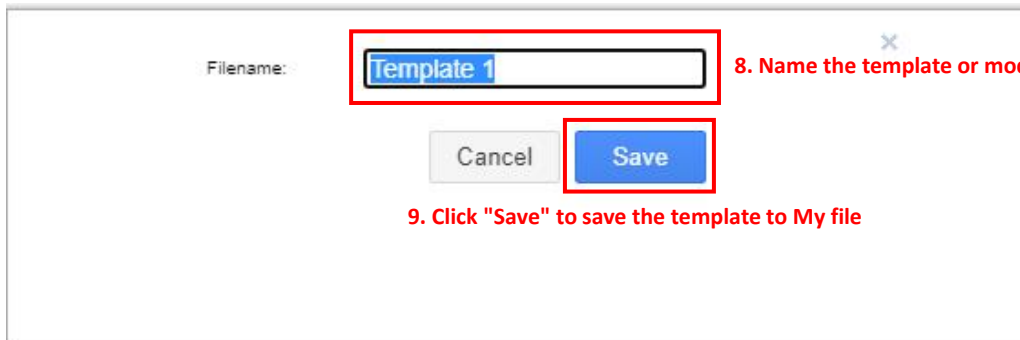 Filename:
Template 1
8. Name the template or
Cancel
Save
9. Click "Save" to save the template to My file